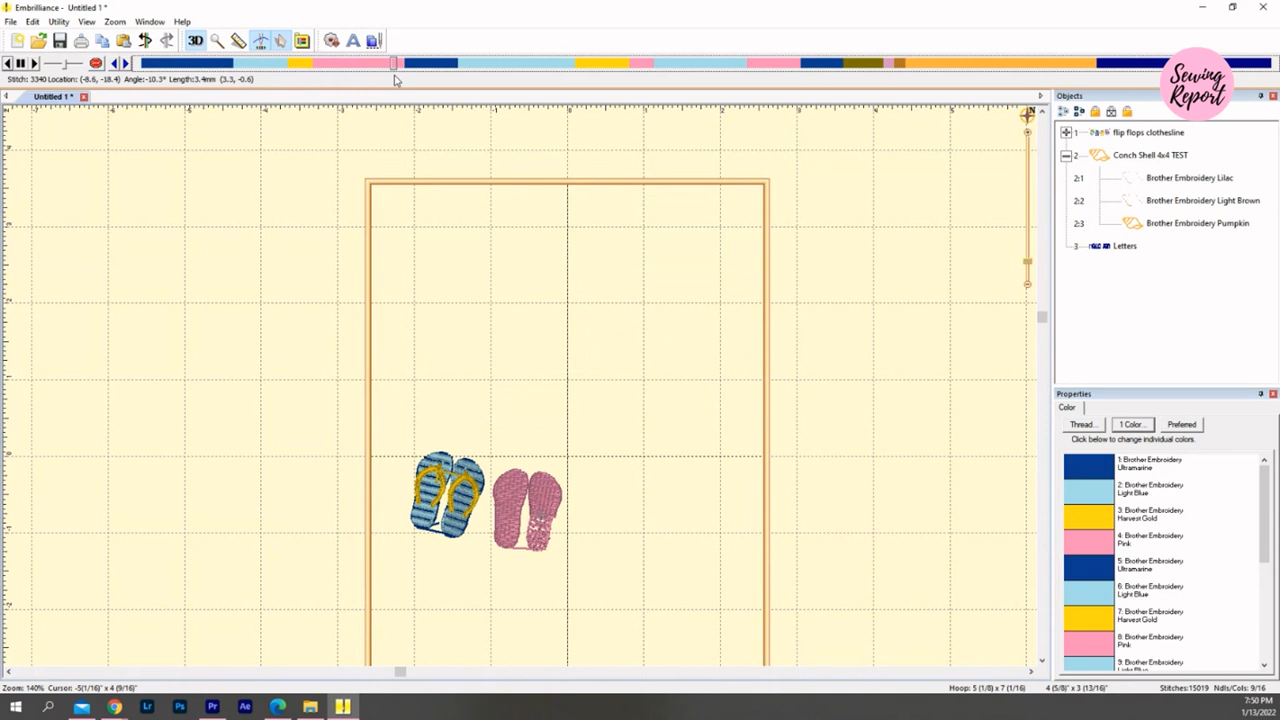 Embrilliance - Untitled 1 *
File Edit Utility View Zoom Window Help
3D A
Stitch: 3340 Location: (-8.6, -18.4) Angle:-10.3° Length:3.4mm (3.3, -0.6)
Sewing
Report
Untitled 1 *
Objects
1 flip flops clothesline
2 Conch Shell 4x4 TEST
2:1 Brother Embroidery Lilac
2:2 Brother Embroidery Light Brown
2:3 Brother Embroidery Pumpkin
3 Letters
Properties
Color
Thread... 1 Color... Preferred
Click below to change individual colors.
1: Brother Embroidery
Ultramarine
2: Brother Embroidery
Light Blue
3: Brother Embroidery
Harvest Gold
4: Brother Embroidery
Pink
5: Brother Embroidery
Ultramarine
6: Brother Embroidery
Light Blue
7: Brother Embroidery
Harvest Gold
8: Brother Embroidery
Pink
9: Brother Embroidery
Zoom: 140% Cursor: -5(1/16)" x 4 (9/16)" Hoop: 5 (1/8) x 7 (1/16) 4 (5/8)" x 3 (13/16)" Stitches:15019 Ndls/Cols: 9/16
Lr Ps Pr Ae
7:50 PM
1/13/2022